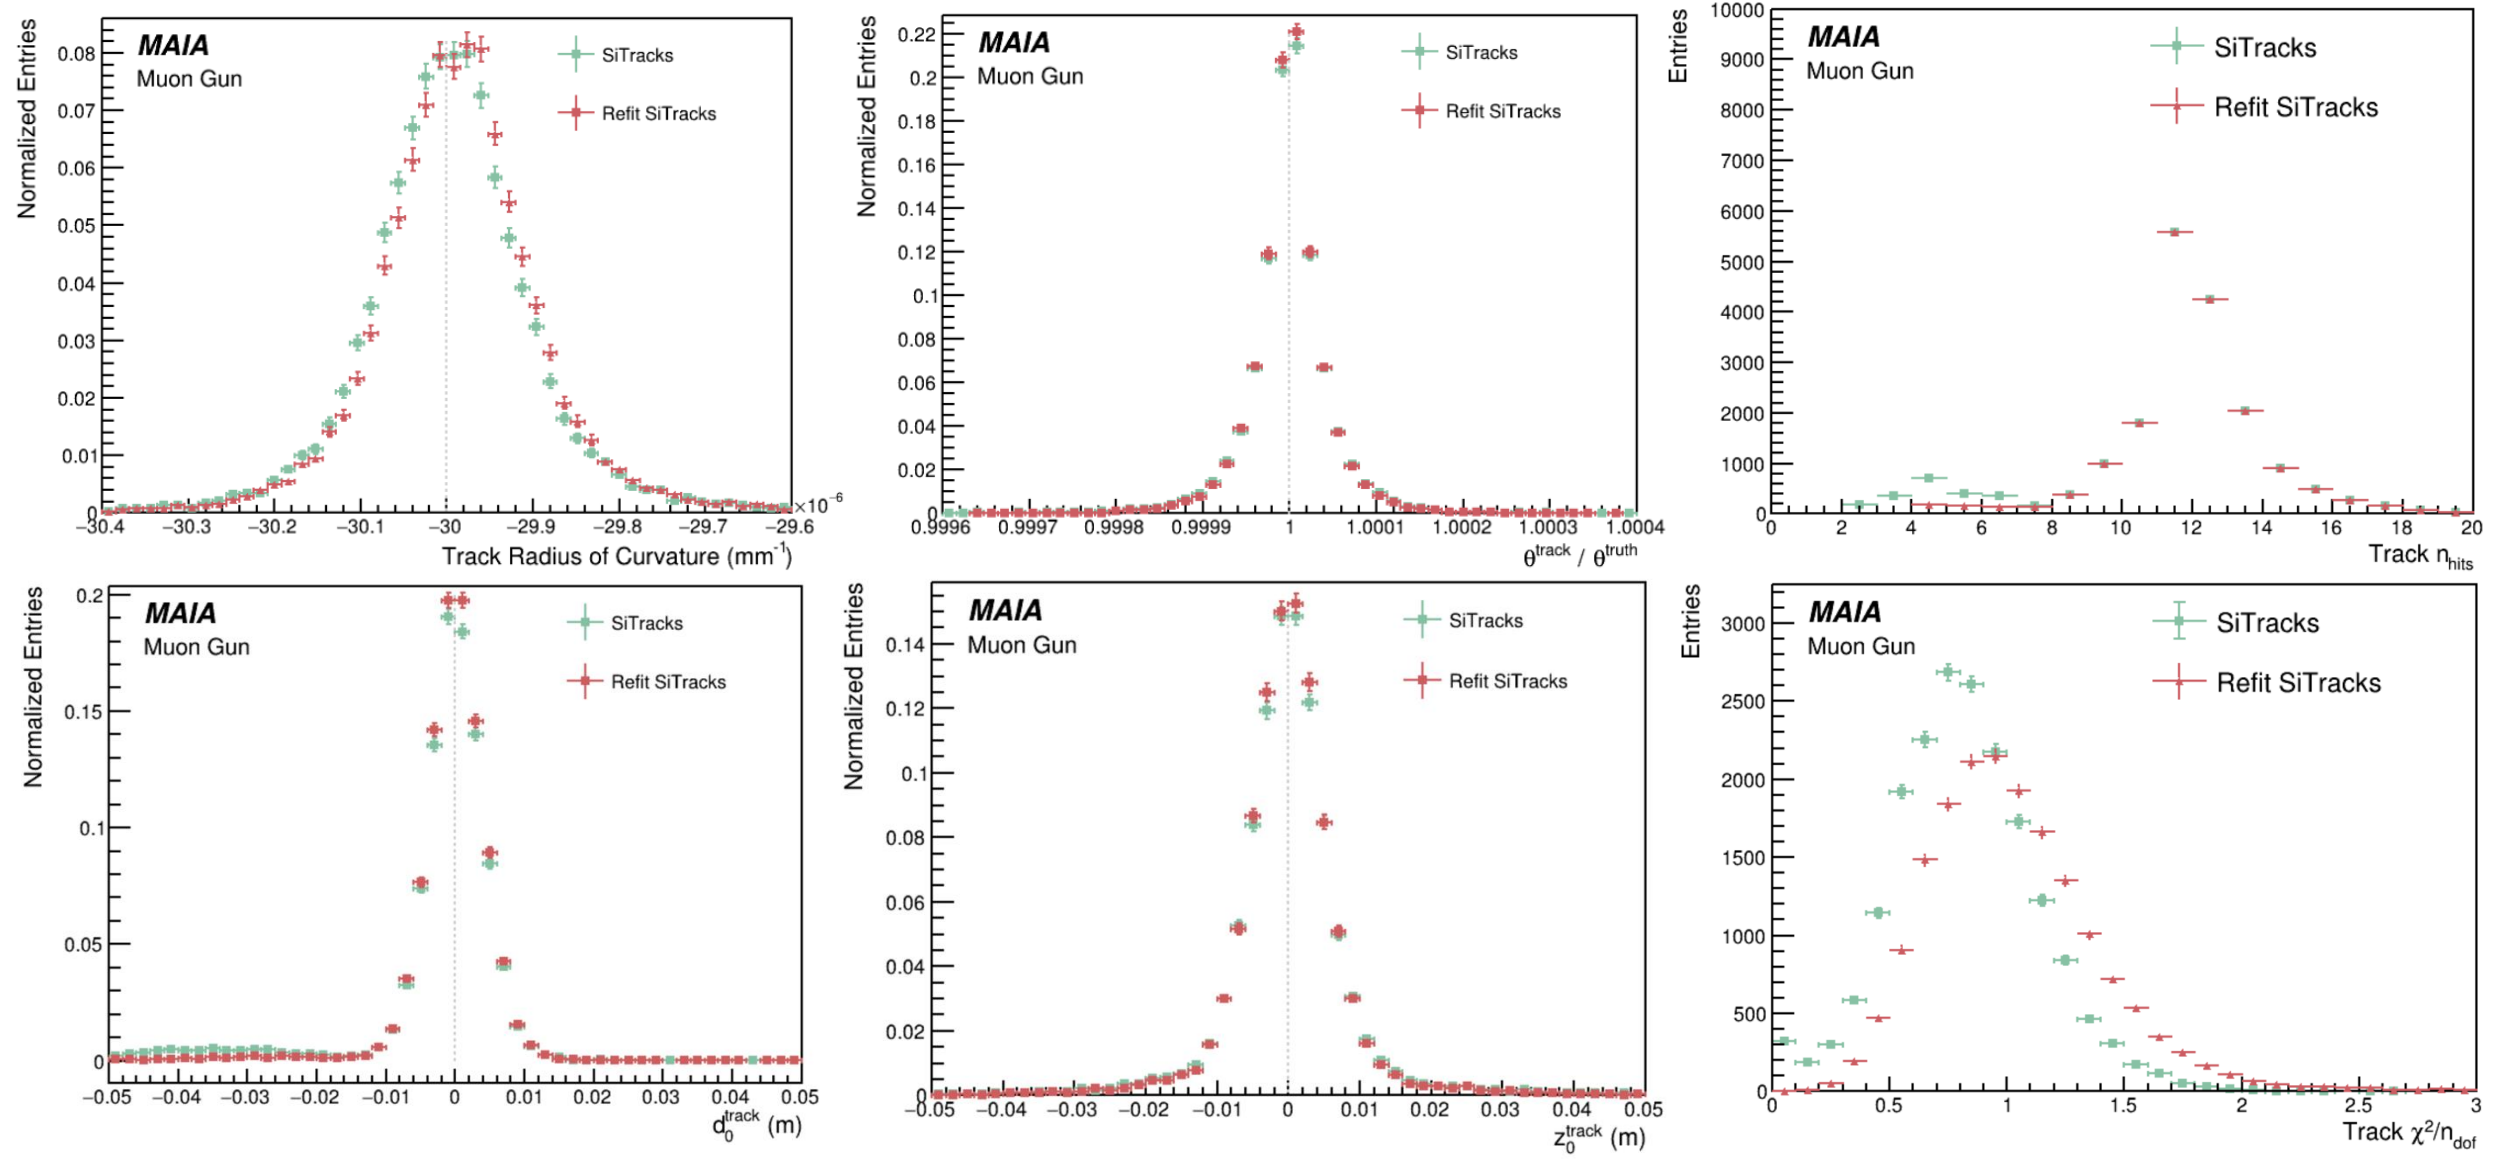 MAIA
Muon Gun
SiTracks
Refit SiTracks
Normalized Entries
0.08
0.07
0.06
0.05
0.04
0.03
0.02
0.01
0
−30.4 −30.3 −30.2 −30.1 −30 −29.9 −29.8 −29.7 −29.6
×10⁻⁶
Track Radius of Curvature (mm⁻¹)
MAIA
Muon Gun
SiTracks
Refit SiTracks
Normalized Entries
0.22
0.2
0.18
0.16
0.14
0.12
0.1
0.08
0.06
0.04
0.02
0
0.9996 0.9997 0.9998 0.9999 1 1.0001 1.0002 1.0003 1.0004
θ^track / θ^truth
MAIA
Muon Gun
SiTracks
Refit SiTracks
Entries
10000
9000
8000
7000
6000
5000
4000
3000
2000
1000
0
0 2 4 6 8 10 12 14 16 18 20
Track n_hits
MAIA
Muon Gun
SiTracks
Refit SiTracks
Normalized Entries
0.2
0.15
0.1
0.05
0
−0.05 −0.04 −0.03 −0.02 −0.01 0 0.01 0.02 0.03 0.04 0.05
d_0^track (m)
MAIA
Muon Gun
SiTracks
Refit SiTracks
Normalized Entries
0.14
0.12
0.1
0.08
0.06
0.04
0.02
0
−0.05 −0.04 −0.03 −0.02 −0.01 0 0.01 0.02 0.03 0.04 0.05
z_0^track (m)
MAIA
Muon Gun
SiTracks
Refit SiTracks
Entries
3000
2500
2000
1500
1000
500
0
0 0.5 1 1.5 2 2.5 3
Track χ²/n_dof